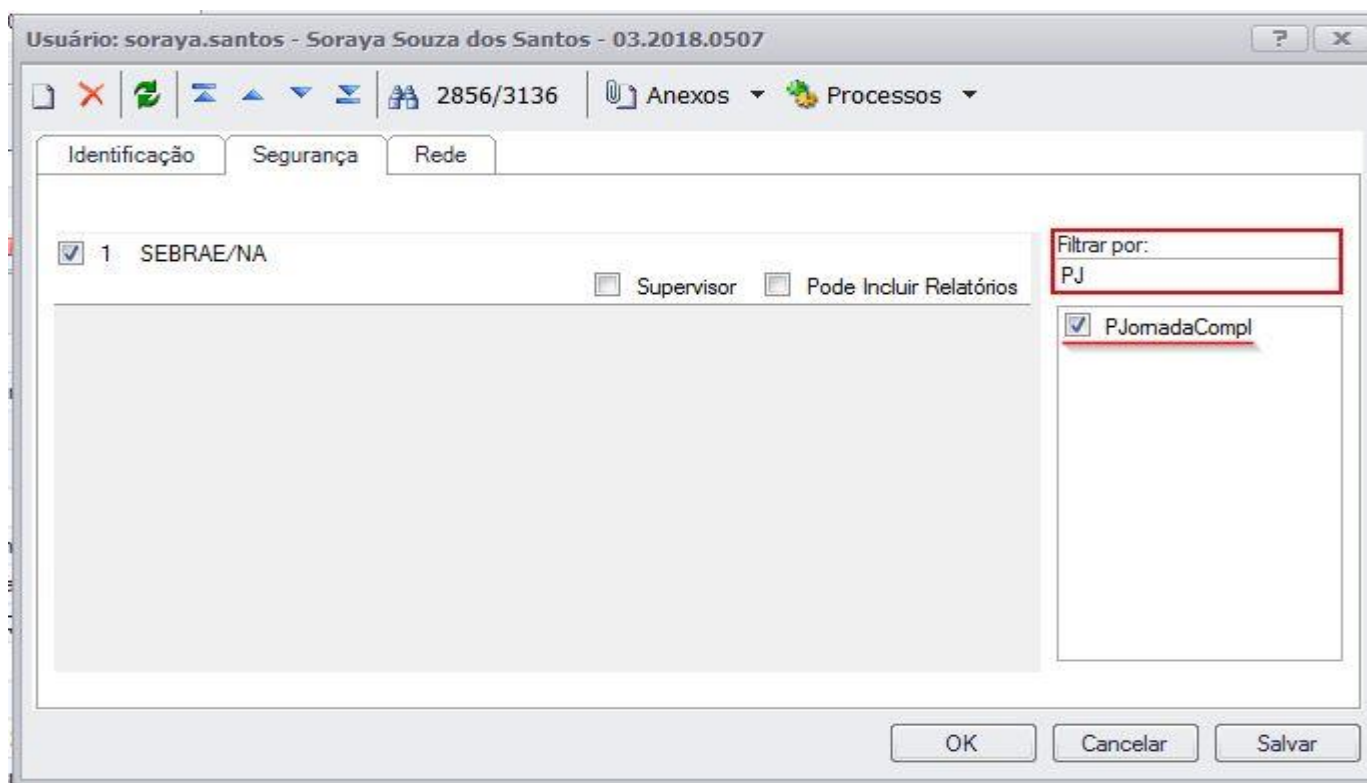 Usuário: soraya.santos - Soraya Souza dos Santos - 03.2018.0507
2856/3136 Anexos Processos
Identificação Segurança Rede
1 SEBRAE/NA
Supervisor Pode Incluir Relatórios
Filtrar por:
PJ
PJornadaCompl
OK Cancelar Salvar